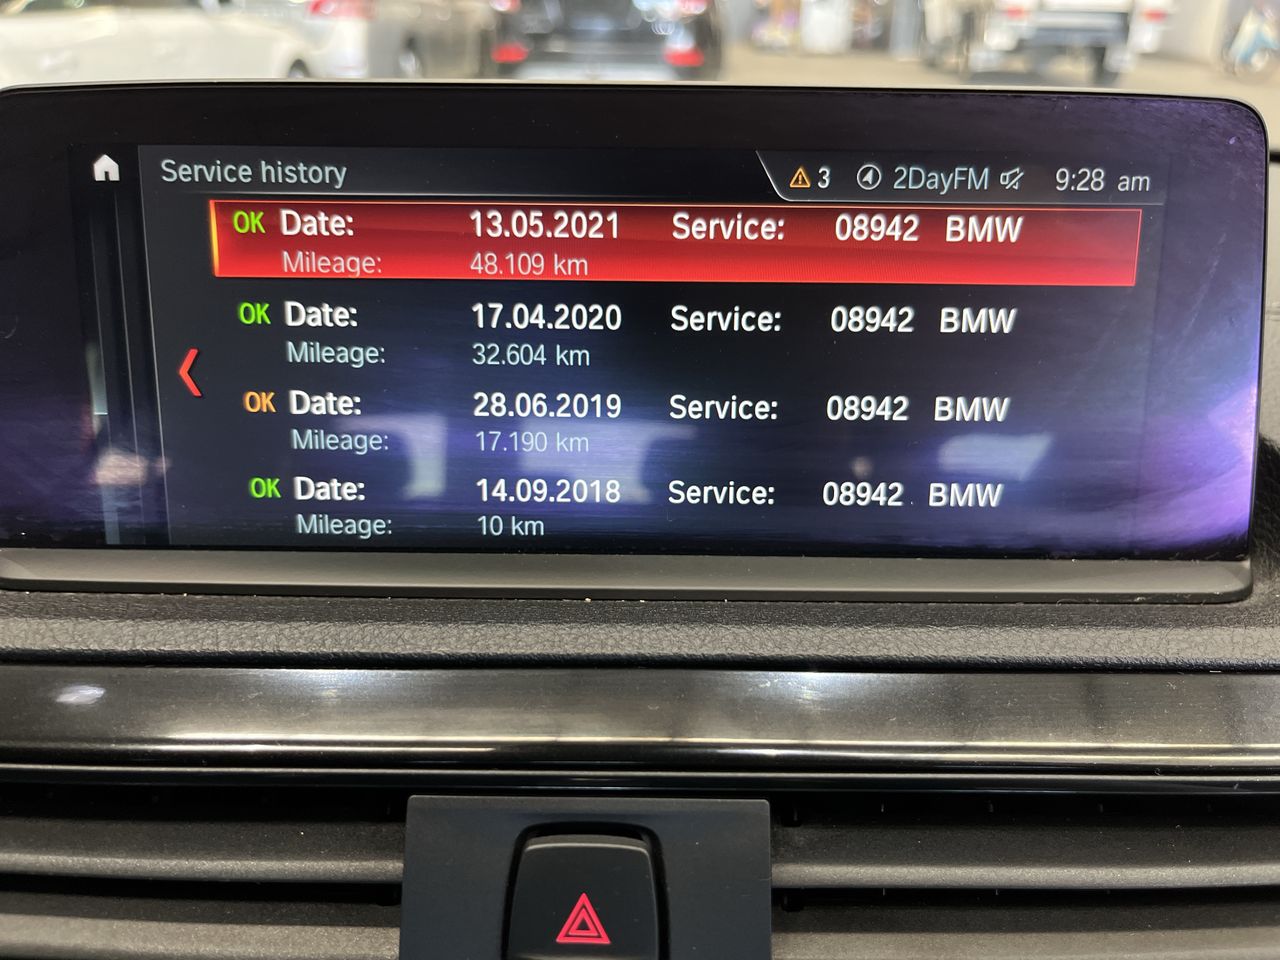 Service history 3 2DayFM 9:28 am
OK Date: 13.05.2021 Service: 08942 BMW
Mileage: 48.109 km
OK Date: 17.04.2020 Service: 08942 BMW
Mileage: 32.604 km
OK Date: 28.06.2019 Service: 08942 BMW
Mileage: 17.190 km
OK Date: 14.09.2018 Service: 08942 BMW
Mileage: 10 km